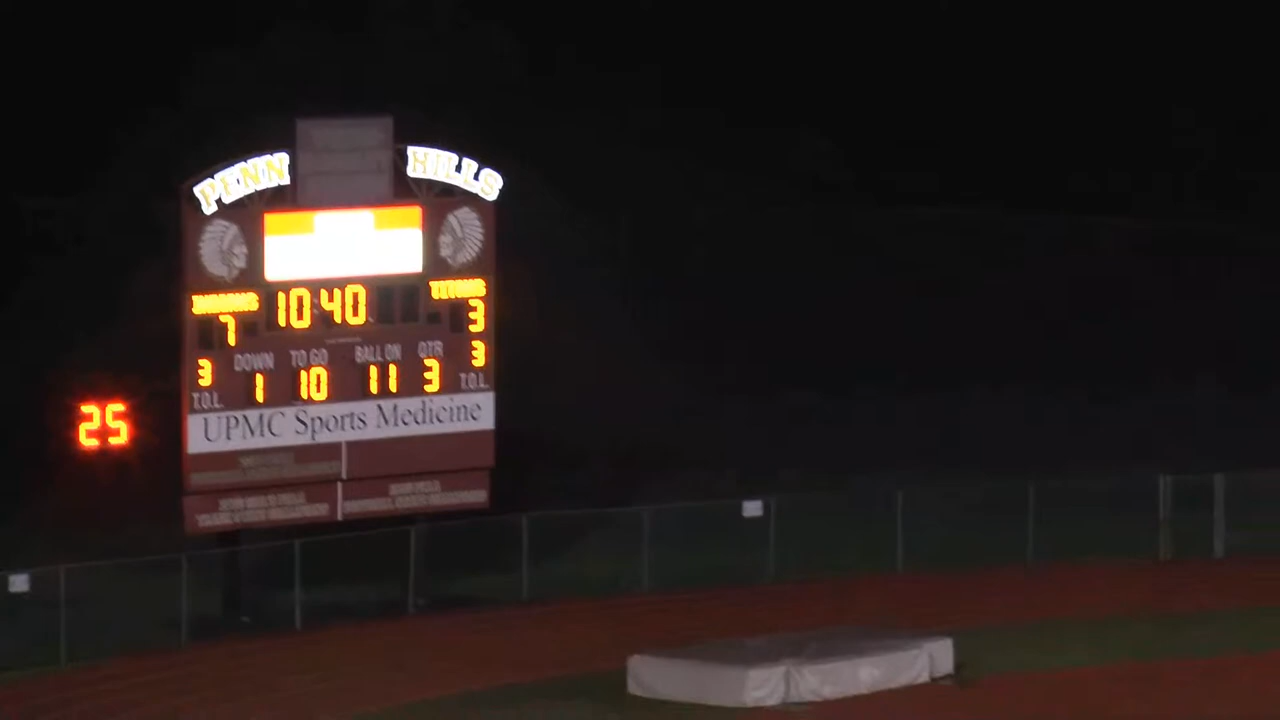 PENN HILLS
INDIANS 10 40 TITANS
7 3
3 DOWN TO GO BALL ON QTR 3
T.O.L. 1 10 11 3 T.O.L.
25
UPMC Sports Medicine